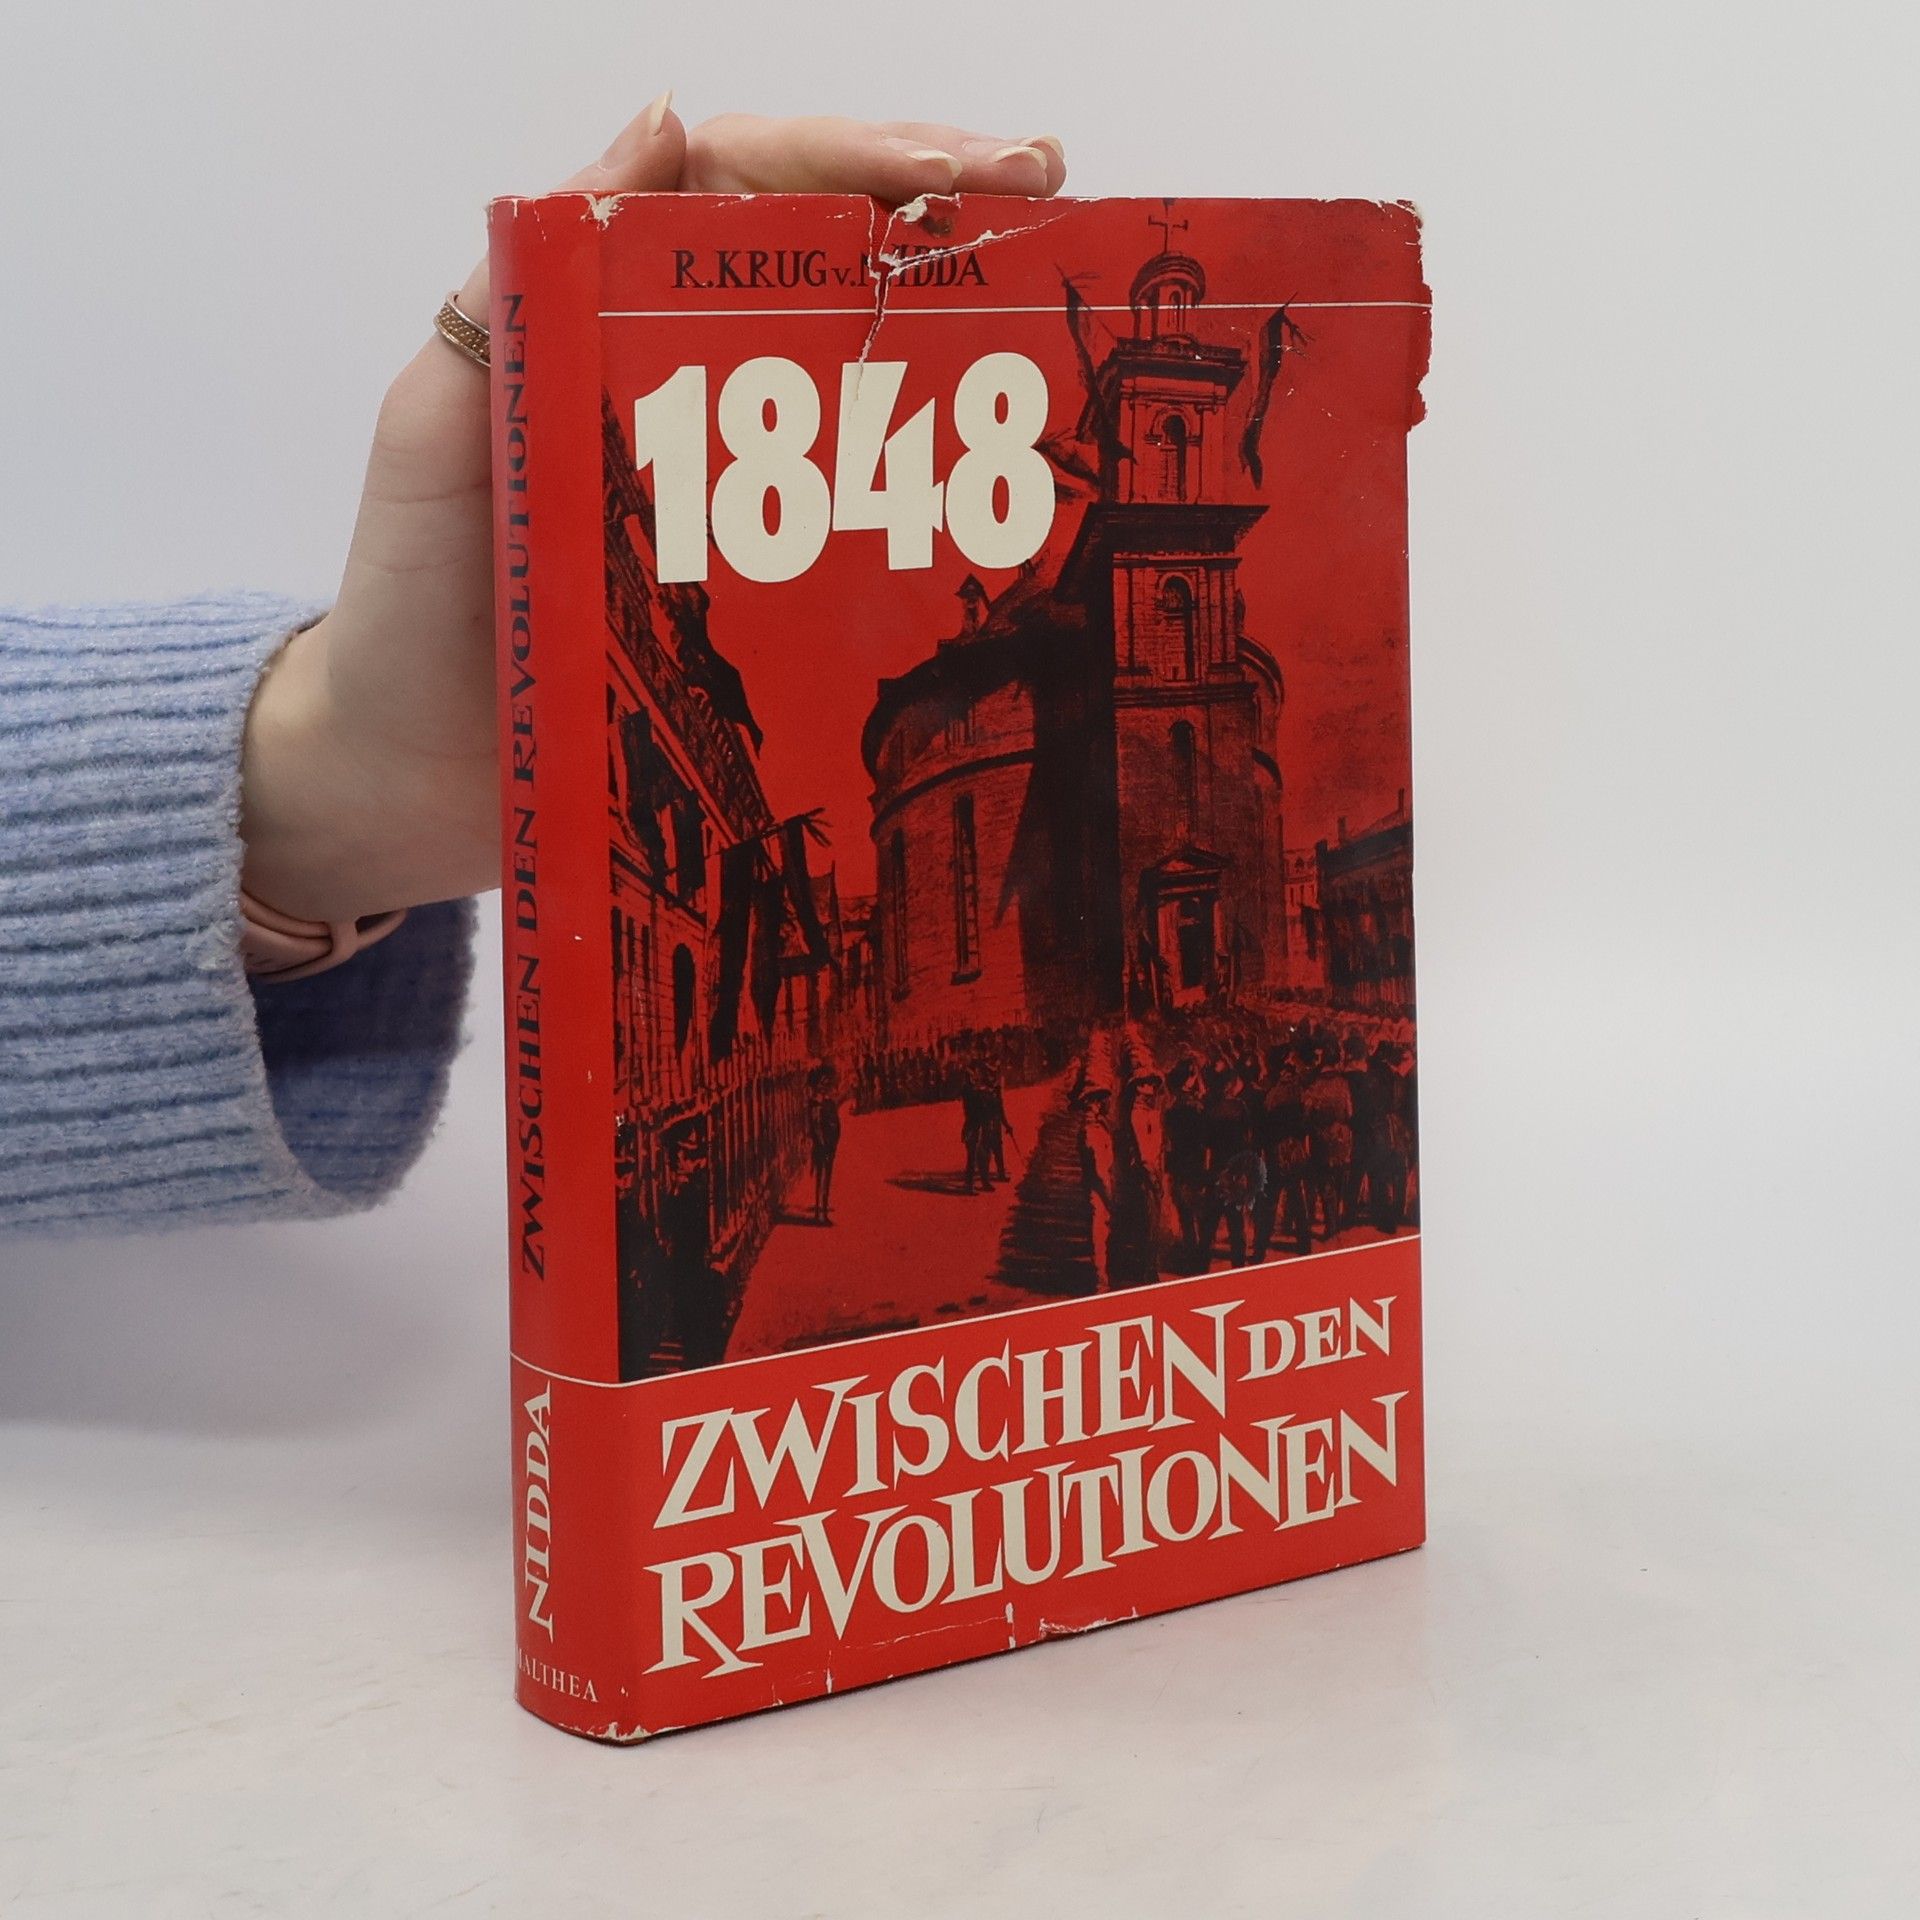 R. KRUG v. NIDDA
1848
ZWISCHEN DEN
REVOLUTIONEN
ZWISCHEN DEN REVOLUTIONEN
NIDDA